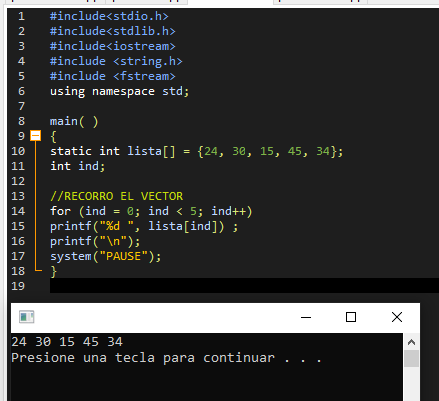 1 #include<stdio.h>
2 #include<stdlib.h>
3 #include<iostream>
4 #include <string.h>
5 #include <fstream>
6 using namespace std;
7
8 main( )
9 {
10 static int lista[] = {24, 30, 15, 45, 34};
11 int ind;
12
13 //RECORRO EL VECTOR
14 for (ind = 0; ind < 5; ind++)
15 printf("%d ", lista[ind]) ;
16 printf("\n");
17 system("PAUSE");
18 }
19
24 30 15 45 34
Presione una tecla para continuar . . .